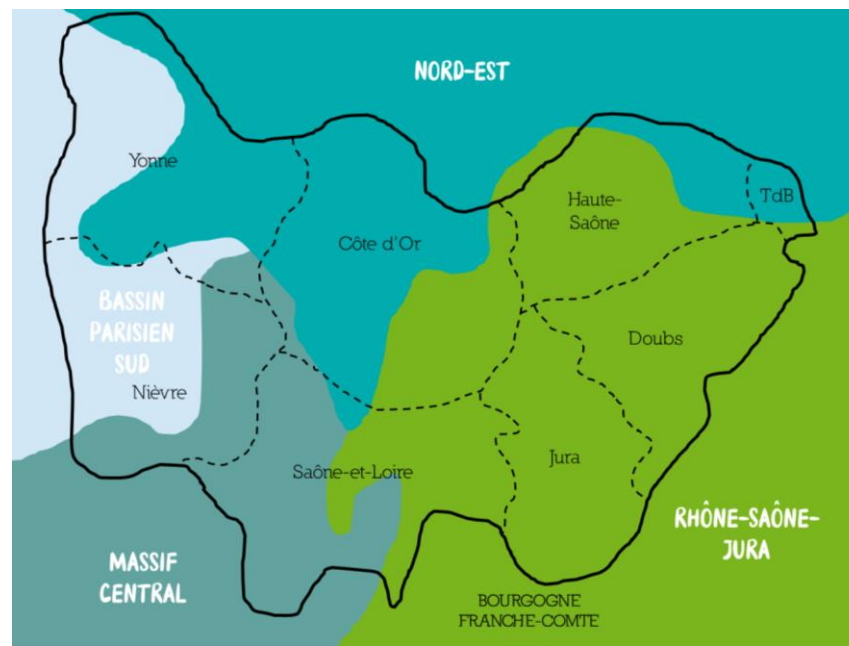 NORD-EST
Yonne
Haute-
Saône
TdB
Côte d'Or
BASSIN
PARISIEN
SUD
Doubs
Nièvre
Saône-et-Loire
Jura
RHÔNE-SAÔNE-
JURA
MASSIF
CENTRAL
BOURGOGNE
FRANCHE-COMTE